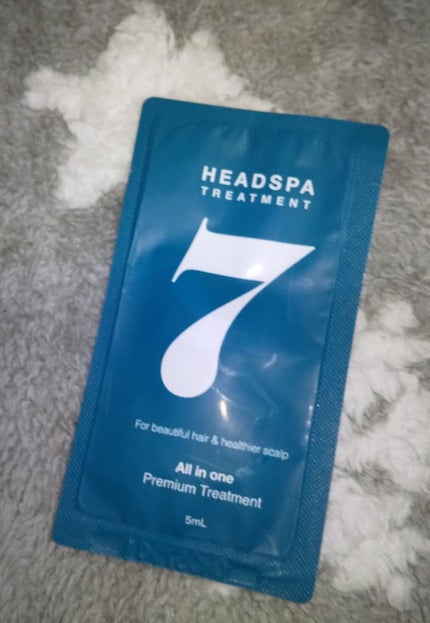 HEADSPA
TREATMENT
7
For beautiful hair & healthier scalp
All in one
Premium Treatment
5mL